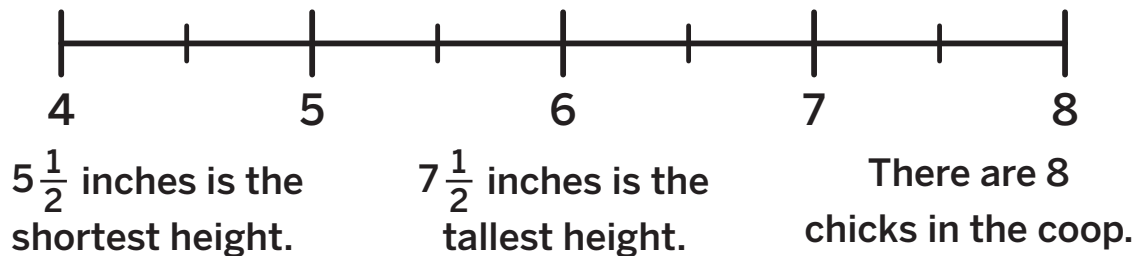 4 5 6 7 8
5 1/2 inches is the
shortest height.
7 1/2 inches is the
tallest height.
There are 8
chicks in the coop.